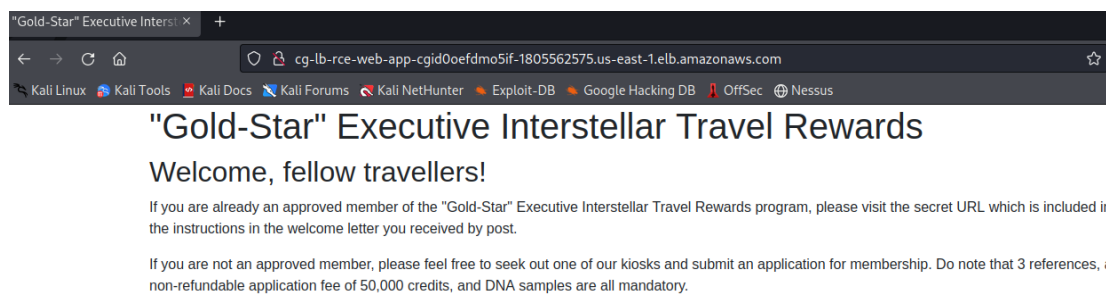 "Gold-Star" Executive Interst
cg-lb-rce-web-app-cgid0oefdmo5if-1805562575.us-east-1.elb.amazonaws.com
Kali Linux Kali Tools Kali Docs Kali Forums Kali NetHunter Exploit-DB Google Hacking DB OffSec Nessus
"Gold-Star" Executive Interstellar Travel Rewards
Welcome, fellow travellers!
If you are already an approved member of the "Gold-Star" Executive Interstellar Travel Rewards program, please visit the secret URL which is included
the instructions in the welcome letter you received by post.
If you are not an approved member, please feel free to seek out one of our kiosks and submit an application for membership. Do note that 3 references,
non-refundable application fee of 50,000 credits, and DNA samples are all mandatory.